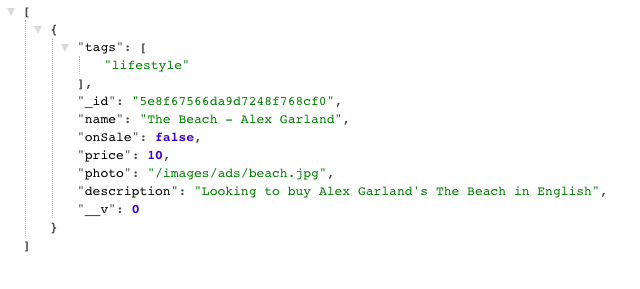 [
{
"tags": [
"lifestyle"
],
"_id": "5e8f67566da9d7248f768cf0",
"name": "The Beach - Alex Garland",
"onSale": false,
"price": 10,
"photo": "/images/ads/beach.jpg",
"description": "Looking to buy Alex Garland's The Beach in English",
"__v": 0
}
]